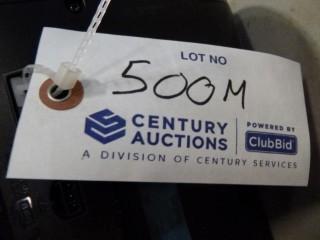 LOT NO
500M
CENTURY AUCTIONS
POWERED BY
ClubBid
A DIVISION OF CENTURY SERVICES